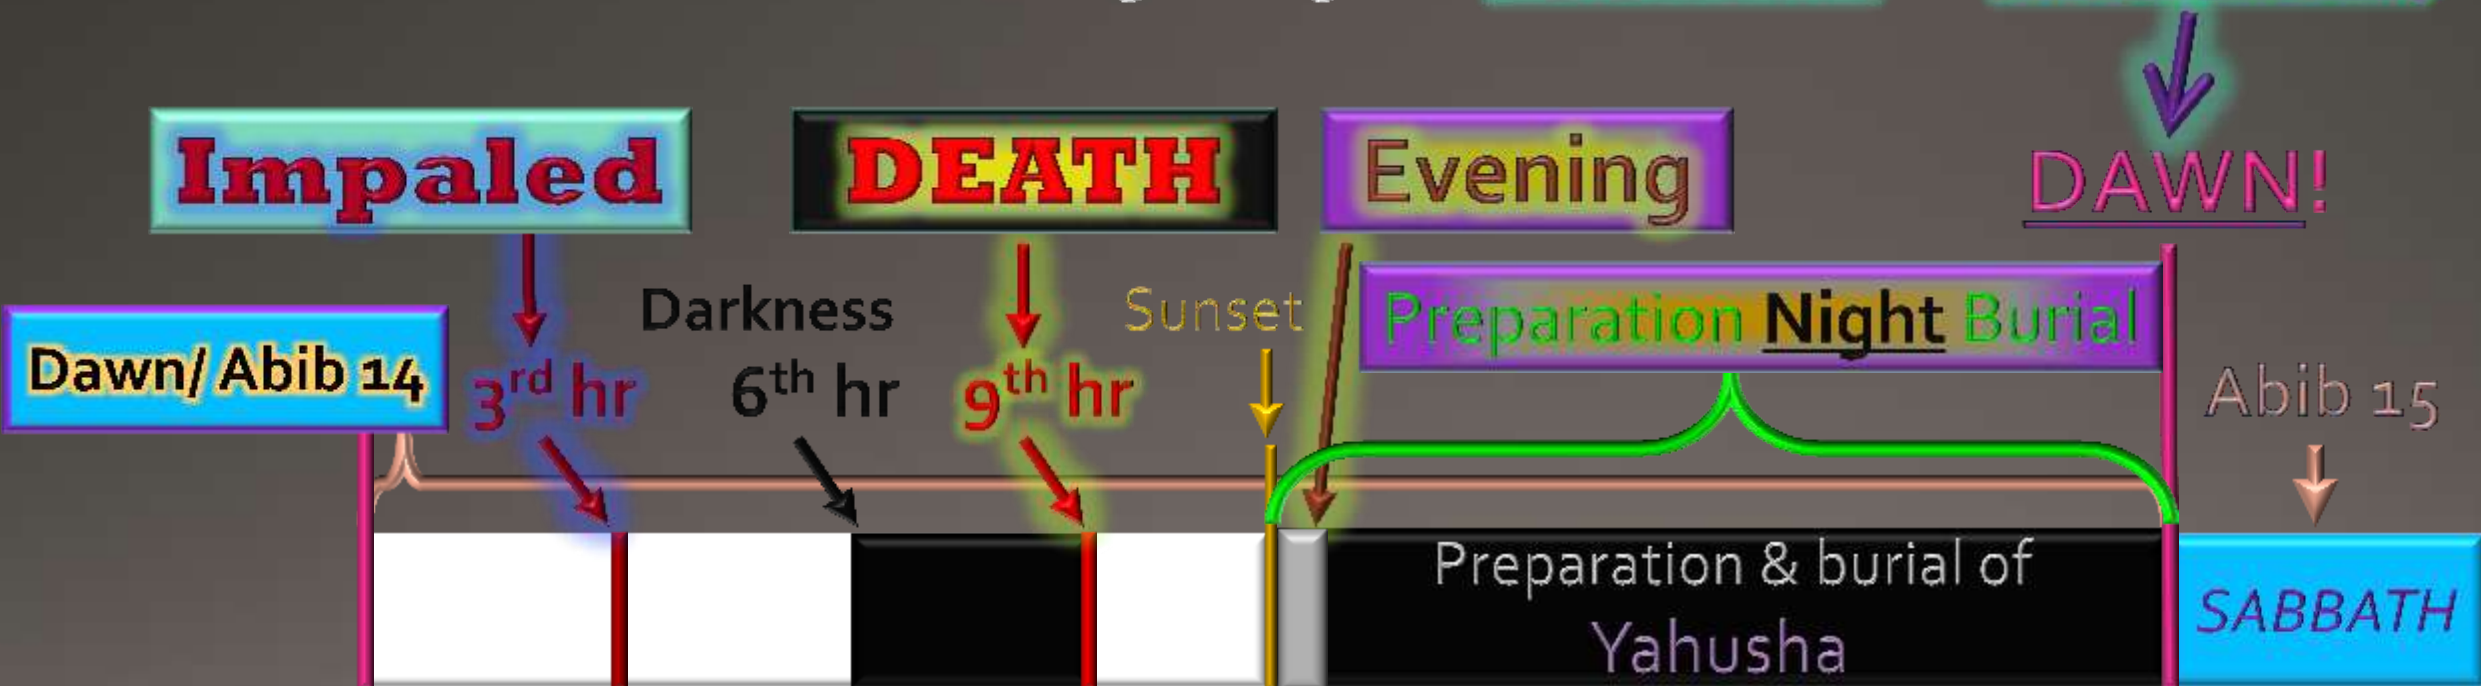 Impaled
DEATH
Evening
DAWN!
Dawn/ Abib 14
3rd hr
Darkness
6th hr
9th hr
Sunset
Preparation Night Burial
Abib 15
Preparation & burial of
Yahusha
SABBATH